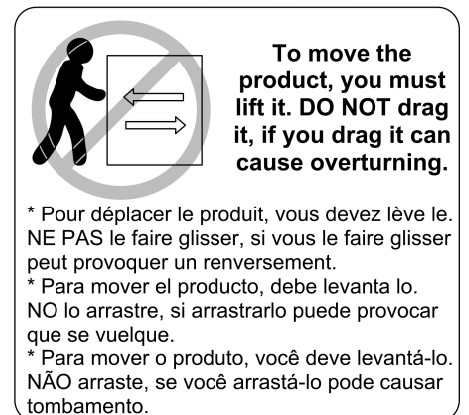 To move the
product, you must
lift it. DO NOT drag
it, if you drag it can
cause overturning.
* Pour déplacer le produit, vous devez lève le.
NE PAS le faire glisser, si vous le faire glisser
peut provoquer un renversement.
* Para mover el producto, debe levanta lo.
NO lo arrastre, si arrastrarlo puede provocar
que se vuelque.
* Para mover o produto, você deve levantá-lo.
NÃO arraste, se você arrastá-lo pode causar
tombamento.